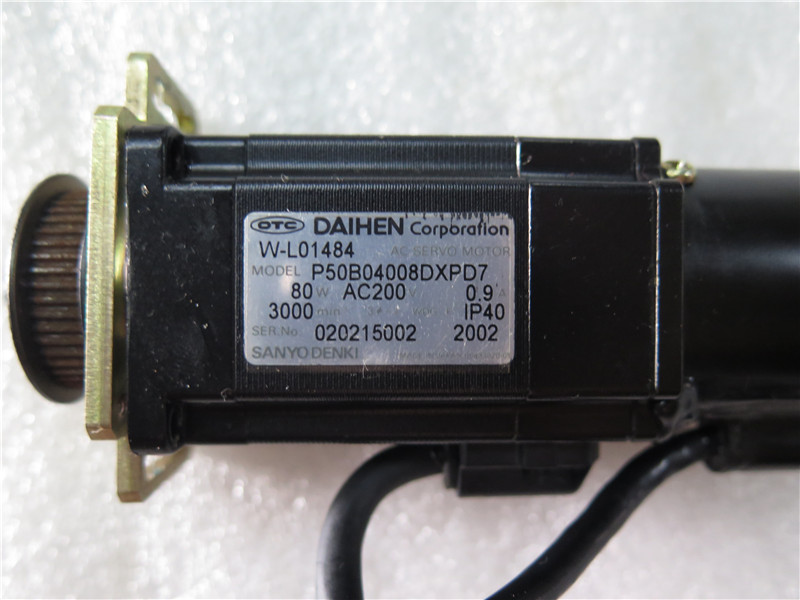 OTC DAIHEN Corporation
W-L01484 AC SERVO MOTOR
MODEL P50B04008DXPD7
80 W AC200 V 0.9 A
3000 min IP40
SER.No. 020215002 2002
SANYO DENKI